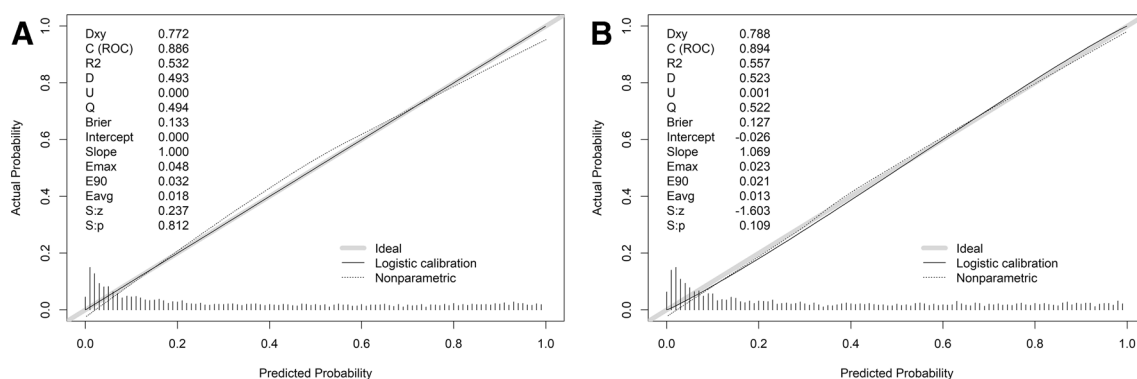 A
Dxy 0.772
C (ROC) 0.886
R2 0.532
D 0.493
U 0.000
Q 0.494
Brier 0.133
Intercept 0.000
Slope 1.000
Emax 0.048
E90 0.032
Eavg 0.018
S:z 0.237
S:p 0.812
Ideal
Logistic calibration
Nonparametric
Actual Probability
0.0 0.2 0.4 0.6 0.8 1.0
0.0 0.2 0.4 0.6 0.8 1.0
Predicted Probability
B
Dxy 0.788
C (ROC) 0.894
R2 0.557
D 0.523
U 0.001
Q 0.522
Brier 0.127
Intercept -0.026
Slope 1.069
Emax 0.023
E90 0.021
Eavg 0.013
S:z -1.603
S:p 0.109
Ideal
Logistic calibration
Nonparametric
Actual Probability
0.0 0.2 0.4 0.6 0.8 1.0
0.0 0.2 0.4 0.6 0.8 1.0
Predicted Probability